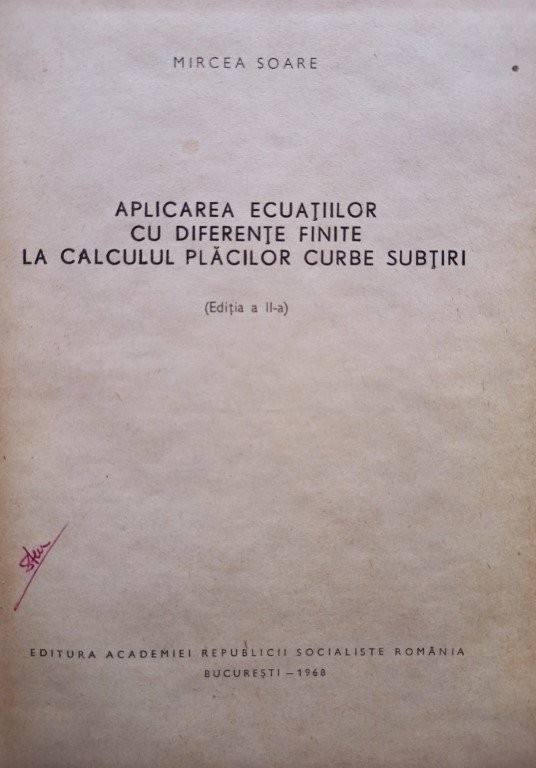 MIRCEA SOARE
APLICAREA ECUAŢIILOR
CU DIFERENŢE FINITE
LA CALCULUL PLĂCILOR CURBE SUBŢIRI
(Ediţia a II-a)
EDITURA ACADEMIEI REPUBLICII SOCIALISTE ROMÂNIA
BUCUREŞTI — 1968